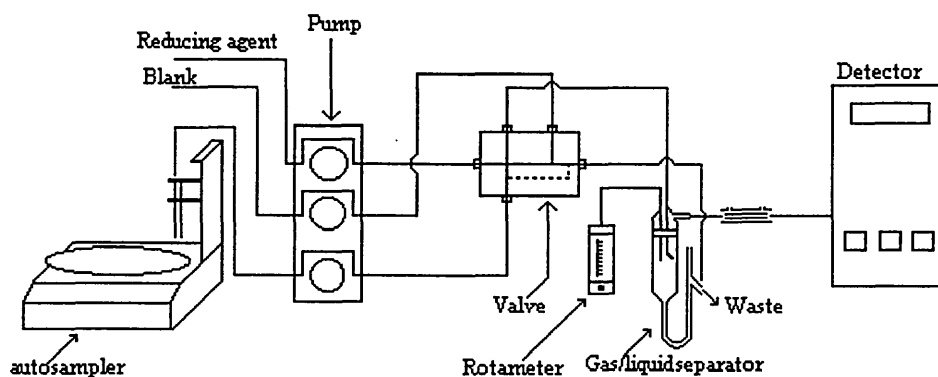 Pump
Reducing agent
Blank
Detector
Valve
Waste
Rotameter
Gas/liquidseparator
autosampler